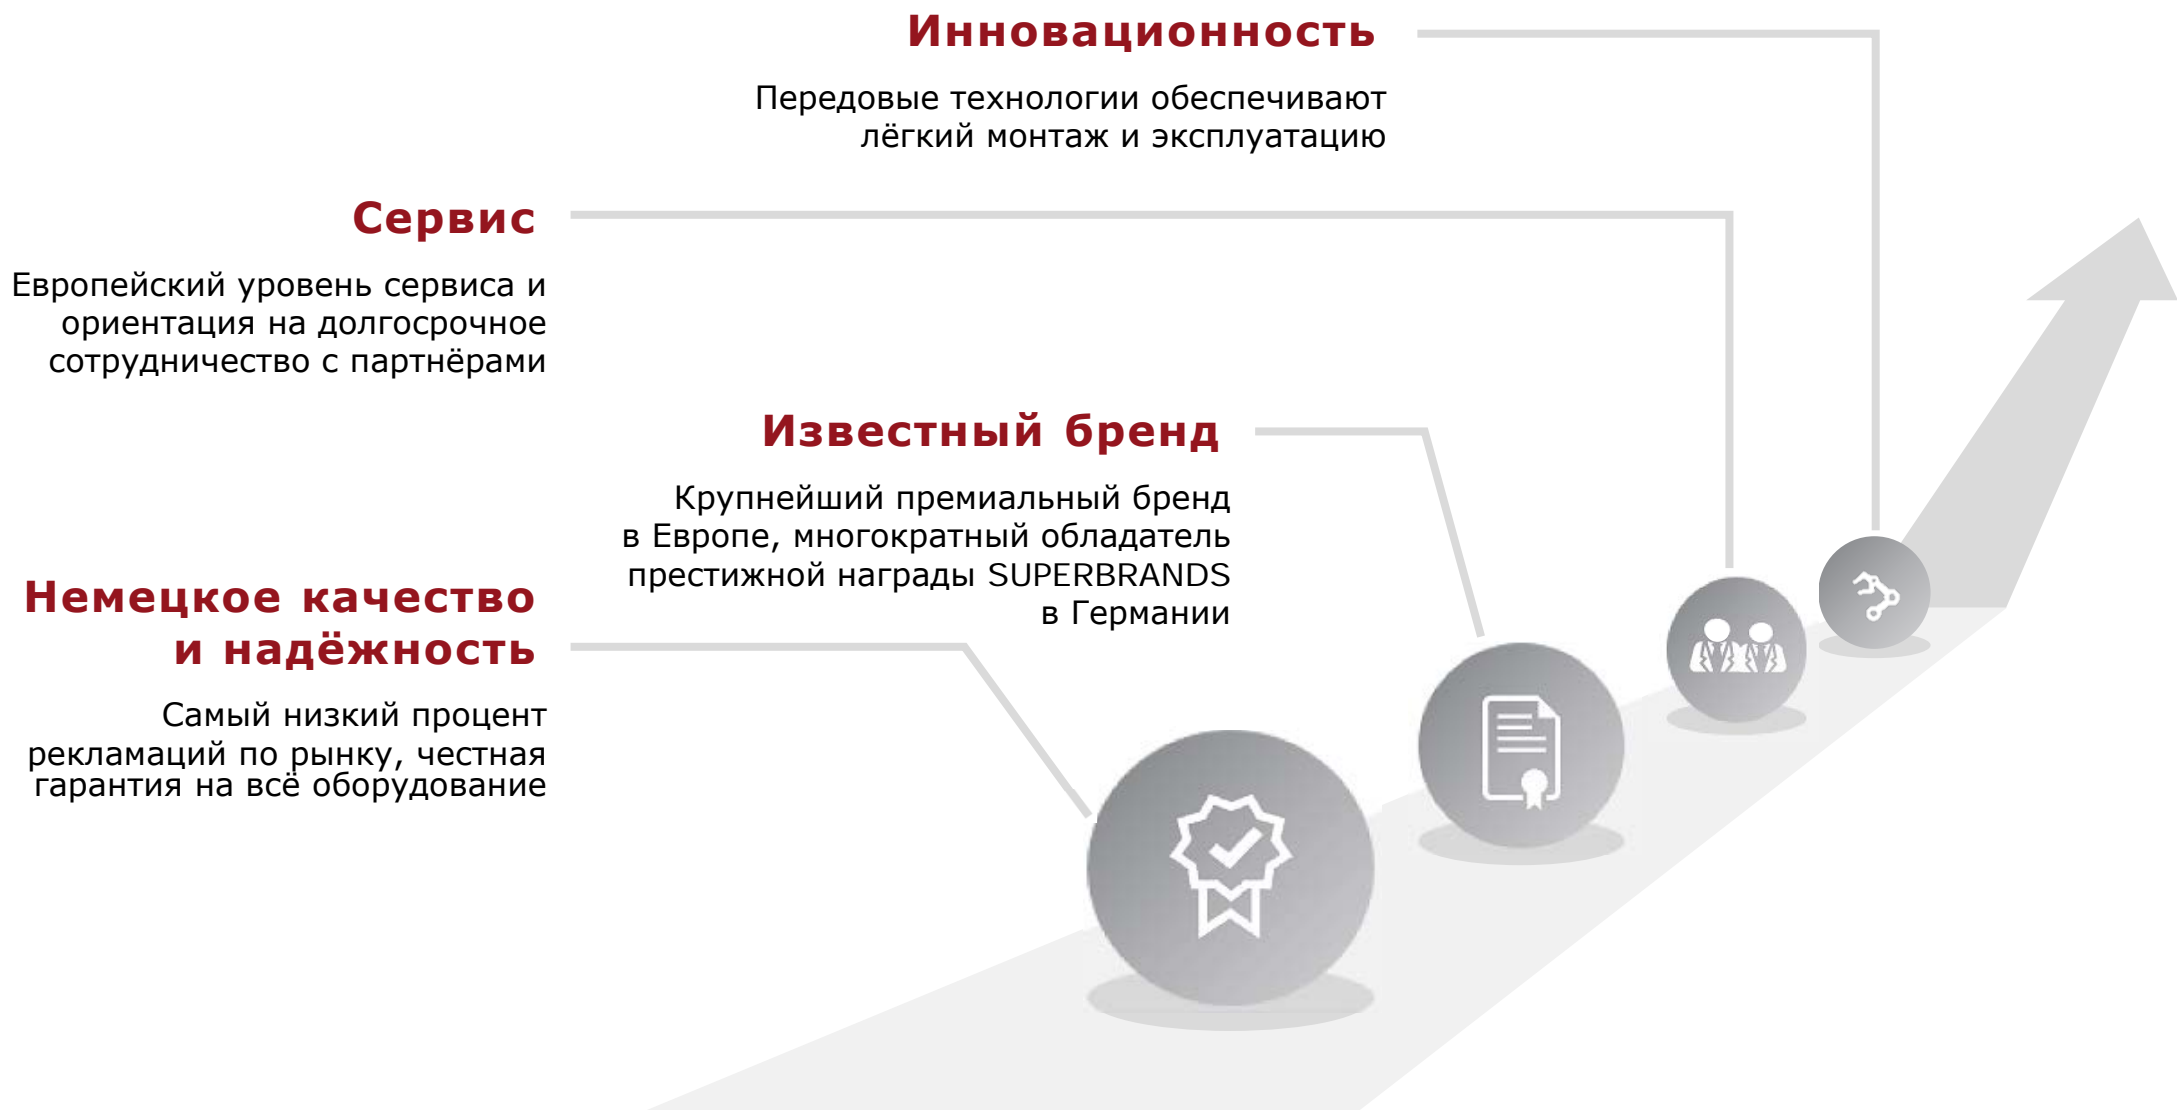 Инновационность
Передовые технологии обеспечивают
лёгкий монтаж и эксплуатацию
Сервис
Европейский уровень сервиса и
ориентация на долгосрочное
сотрудничество с партнёрами
Известный бренд
Крупнейший премиальный бренд
в Европе, многократный обладатель
престижной награды SUPERBRANDS
в Германии
Немецкое качество
и надёжность
Самый низкий процент
рекламаций по рынку, честная
гарантия на всё оборудование